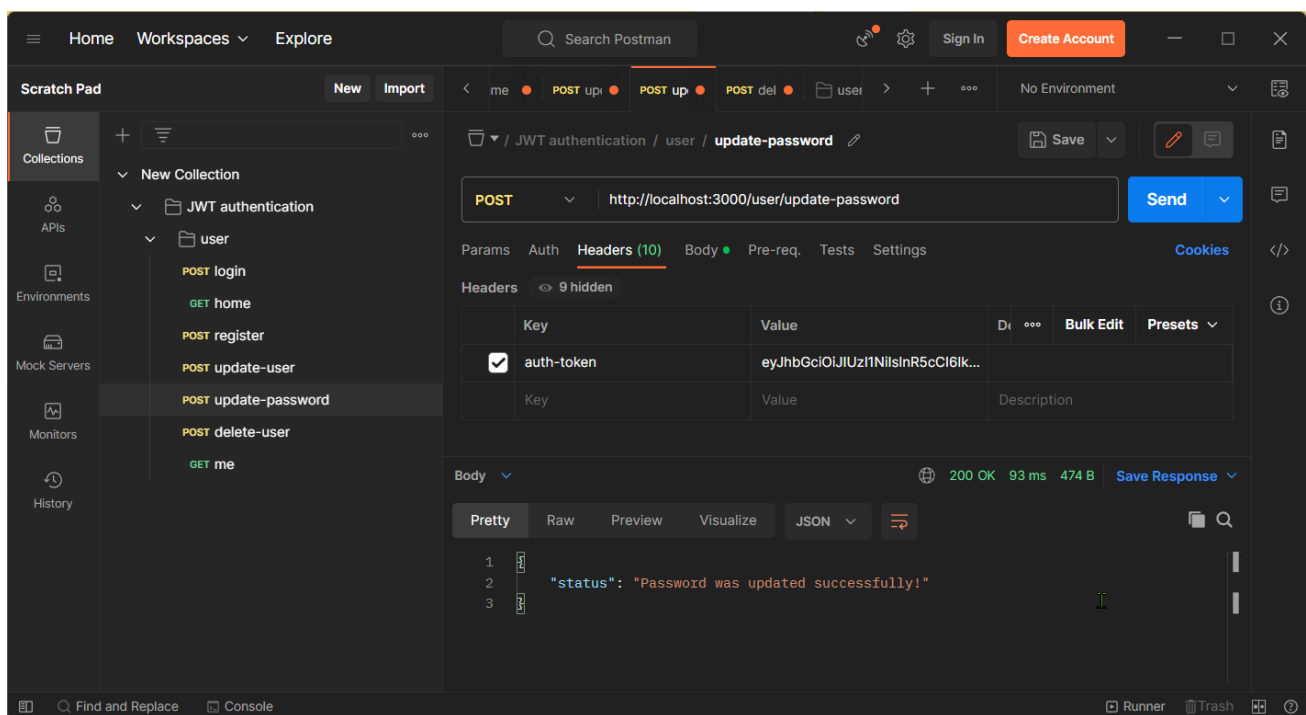 Home Workspaces Explore Search Postman Sign In Create Account
Scratch Pad New Import me POST upc POST up POST del user No Environment
Collections
APIs
Environments
Mock Servers
Monitors
History
New Collection
JWT authentication
user
POST login
GET home
POST register
POST update-user
POST update-password
POST delete-user
GET me
/ JWT authentication / user / update-password Save
POST http://localhost:3000/user/update-password Send
Params Auth Headers (10) Body Pre-req. Tests Settings Cookies
Headers 9 hidden
Key Value De Bulk Edit Presets
auth-token eyJhbGciOiJIUzI1NiIsInR5cCI6Ik...
Key Value Description
Body 200 OK 93 ms 474 B Save Response
Pretty Raw Preview Visualize JSON
1 {
2 "status": "Password was updated successfully!"
3 }
Find and Replace Console Runner Trash